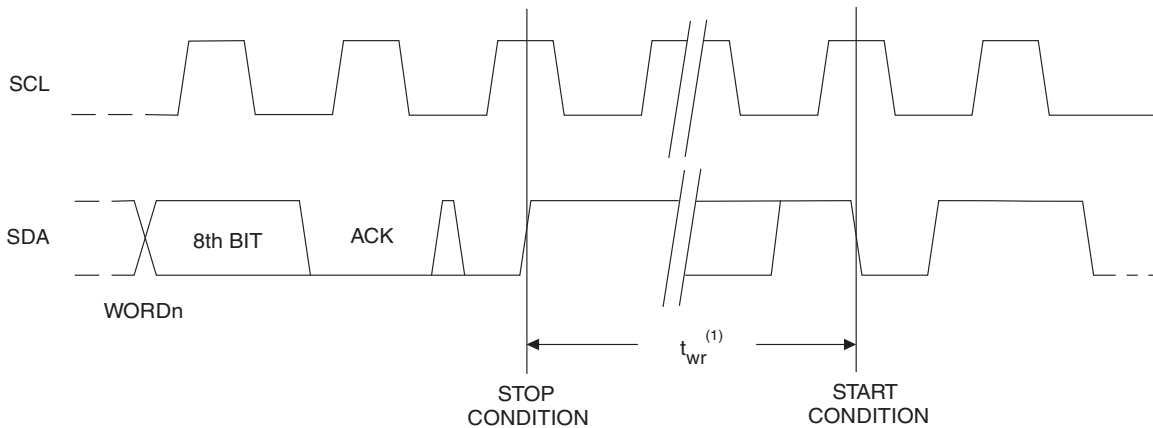 SCL
SDA
8th BIT
ACK
WORDn
twr(1)
STOP
CONDITION
START
CONDITION